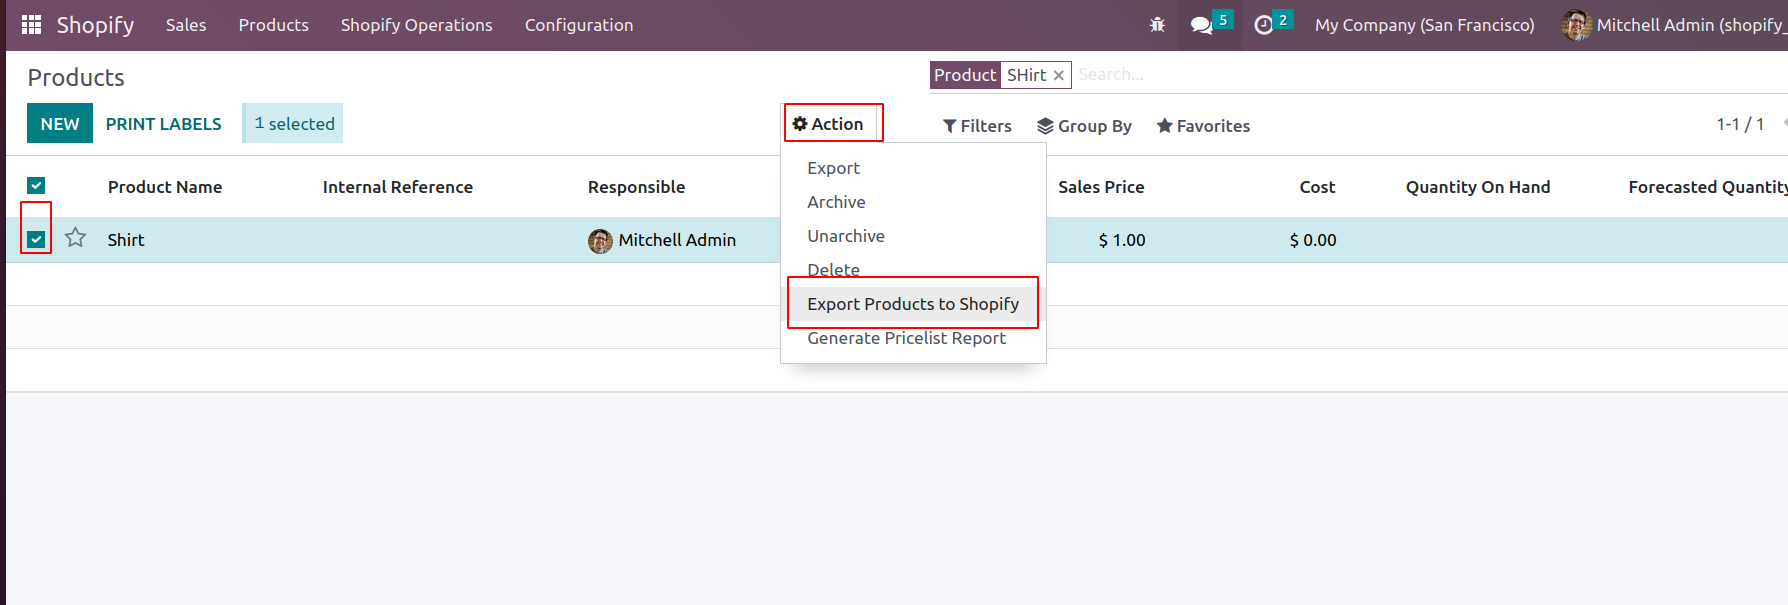 Shopify Sales Products Shopify Operations Configuration 5 2 My Company (San Francisco) Mitchell Admin (shopify_
Products Product SHirt × Search...
NEW PRINT LABELS 1 selected Action Filters Group By Favorites 1-1 / 1
Export
Product Name Internal Reference Responsible Sales Price Cost Quantity On Hand Forecasted Quantity
Archive
Unarchive
Shirt Mitchell Admin $ 1.00 $ 0.00
Delete
Export Products to Shopify
Generate Pricelist Report